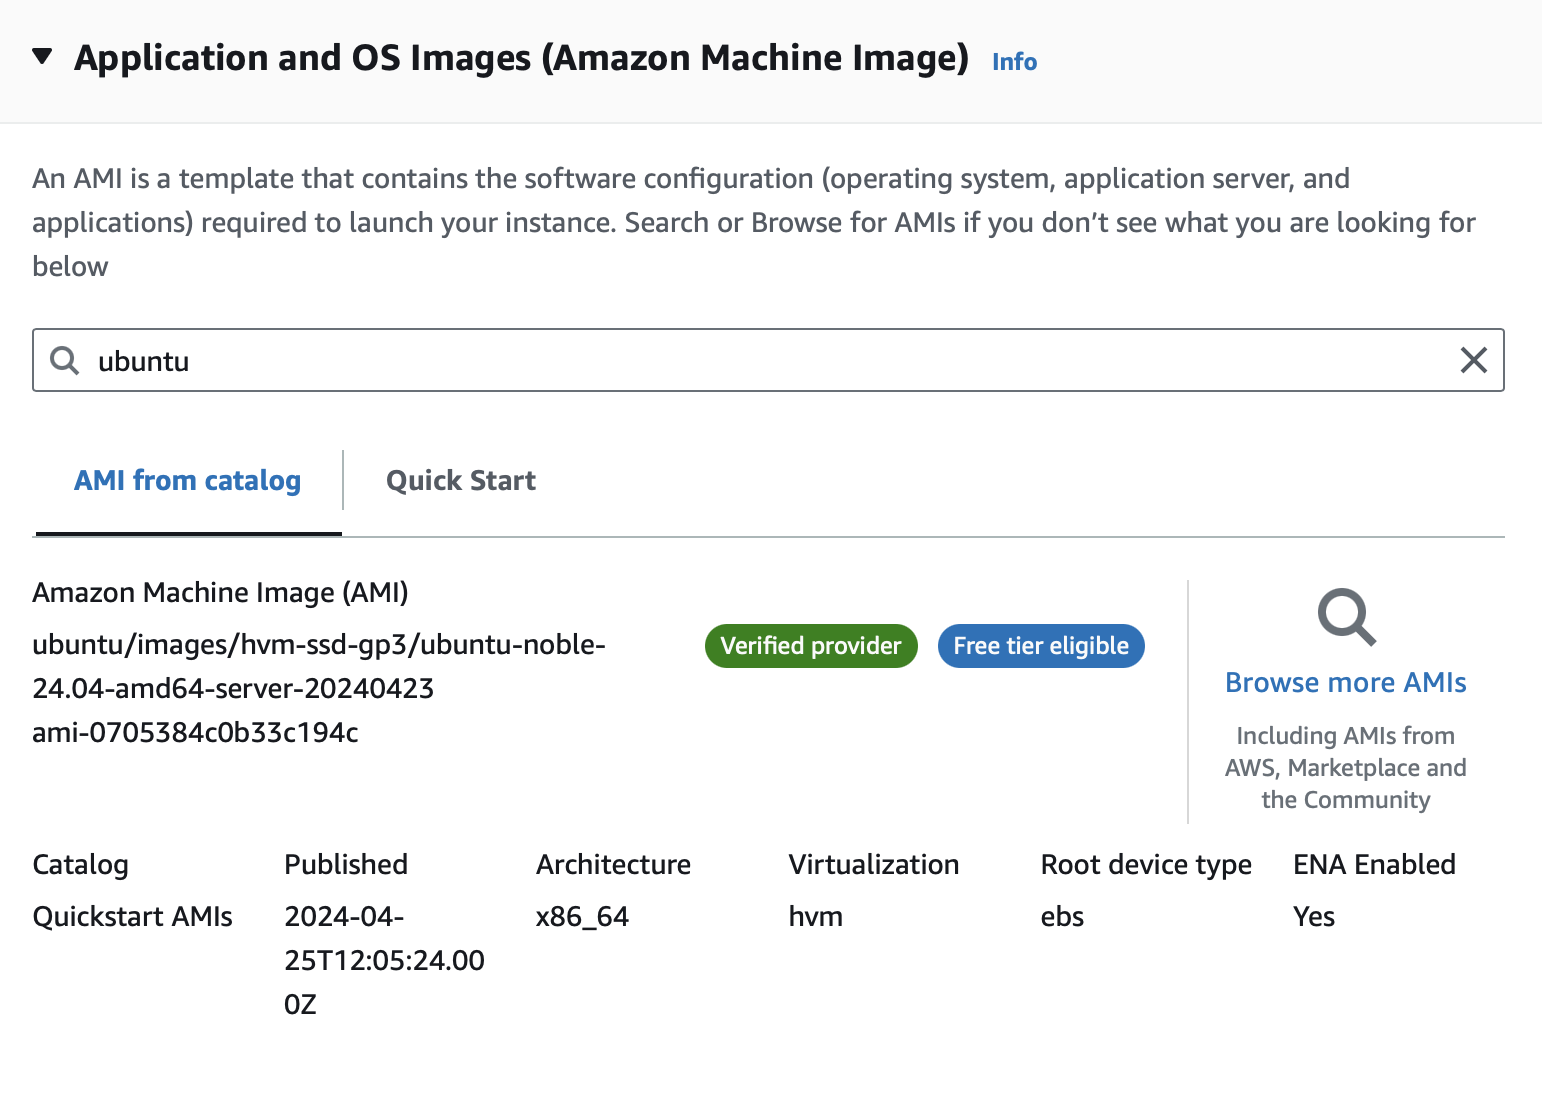 Application and OS Images (Amazon Machine Image) Info
An AMI is a template that contains the software configuration (operating system, application server, and
applications) required to launch your instance. Search or Browse for AMIs if you don’t see what you are looking for
below
ubuntu
AMI from catalog
Quick Start
Amazon Machine Image (AMI)
ubuntu/images/hvm-ssd-gp3/ubuntu-noble-
24.04-amd64-server-20240423
ami-0705384c0b33c194c
Verified provider
Free tier eligible
Browse more AMIs
Including AMIs from
AWS, Marketplace and
the Community
Catalog
Quickstart AMIs
Published
2024-04-
25T12:05:24.00
0Z
Architecture
x86_64
Virtualization
hvm
Root device type
ebs
ENA Enabled
Yes